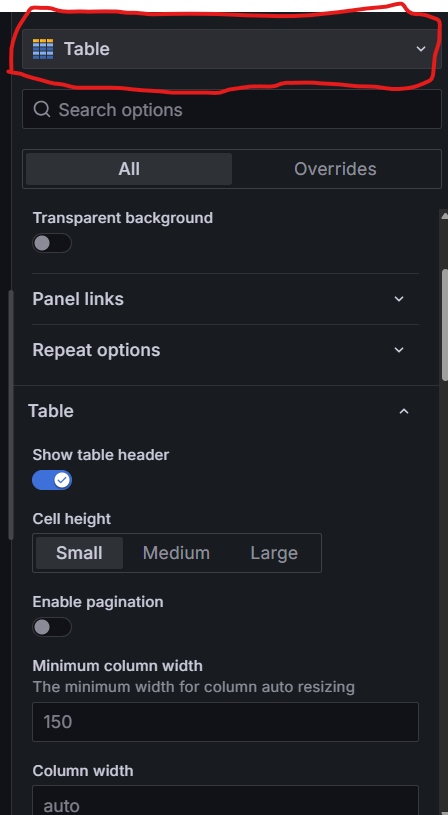 Table
Search options
All Overrides
Transparent background
Panel links
Repeat options
Table
Show table header
Cell height
Small Medium Large
Enable pagination
Minimum column width
The minimum width for column auto resizing
150
Column width
auto